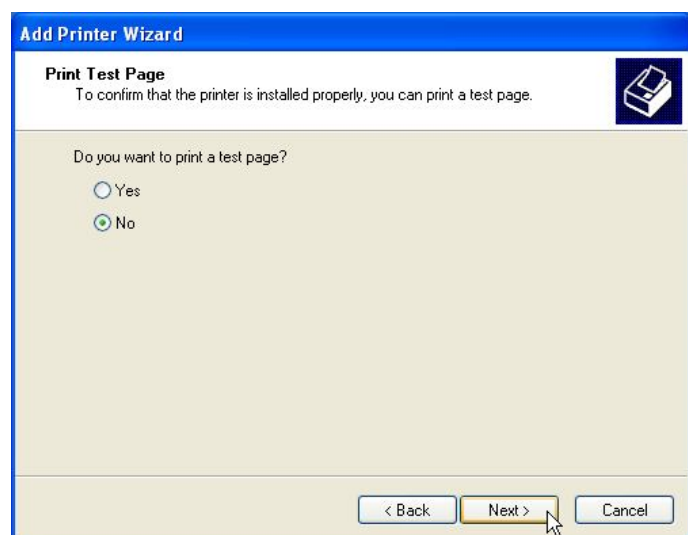 Add Printer Wizard
Print Test Page
To confirm that the printer is installed properly, you can print a test page.
Do you want to print a test page?
Yes
No
< Back Next > Cancel